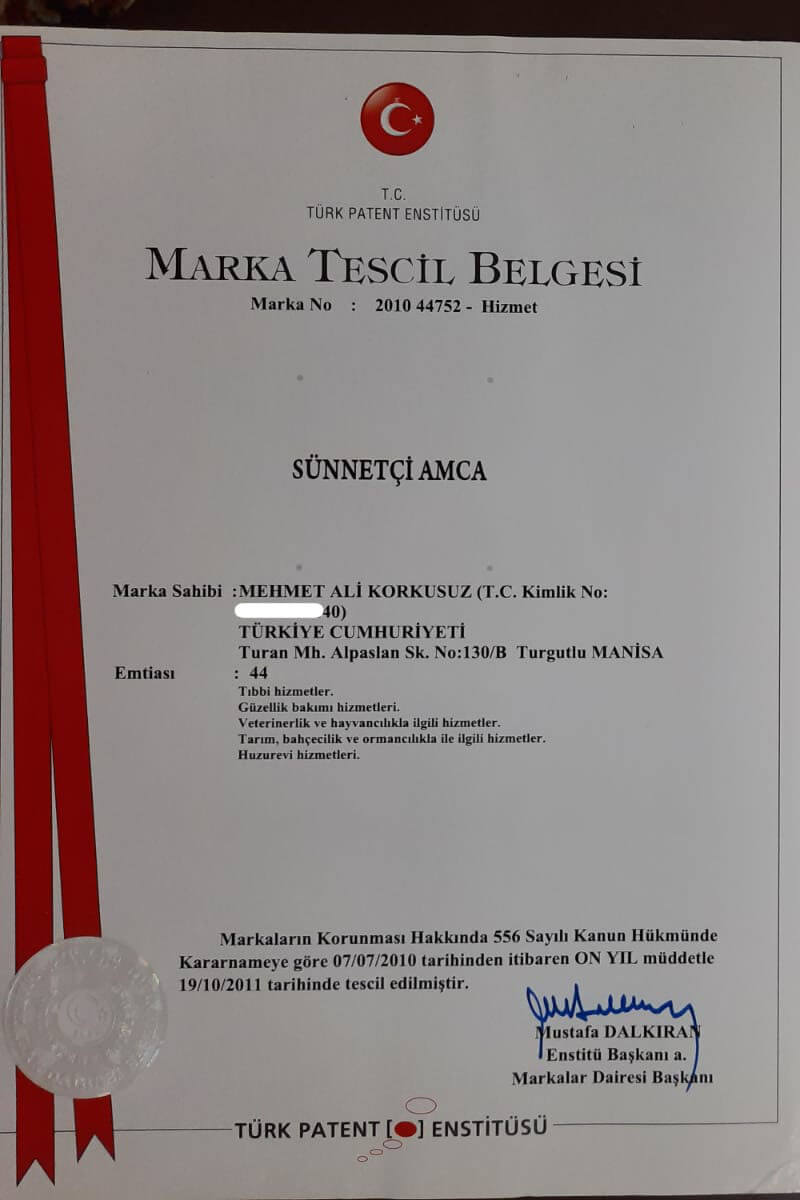 T.C.
TÜRK PATENT ENSTİTÜSÜ
MARKA TESCİL BELGESİ
Marka No : 2010 44752 - Hizmet
SÜNNETÇİ AMCA
Marka Sahibi :MEHMET ALİ KORKUSUZ (T.C. Kimlik No:
40)
TÜRKİYE CUMHURİYETİ
Turan Mh. Alpaslan Sk. No:130/B Turgutlu MANİSA
Emtiası : 44
Tıbbi hizmetler.
Güzellik bakımı hizmetleri.
Veterinerlik ve hayvancılıkla ilgili hizmetler.
Tarım, bahçecilik ve ormancılıkla ile ilgili hizmetler.
Huzurevi hizmetleri.
Markaların Korunması Hakkında 556 Sayılı Kanun Hükmünde
Kararnameye göre 07/07/2010 tarihinden itibaren ON YIL müddetle
19/10/2011 tarihinde tescil edilmiştir.
Mustafa DALKIRAN
Enstitü Başkanı a.
Markalar Dairesi Başkanı
TÜRK PATENT [●] ENSTİTÜSÜ